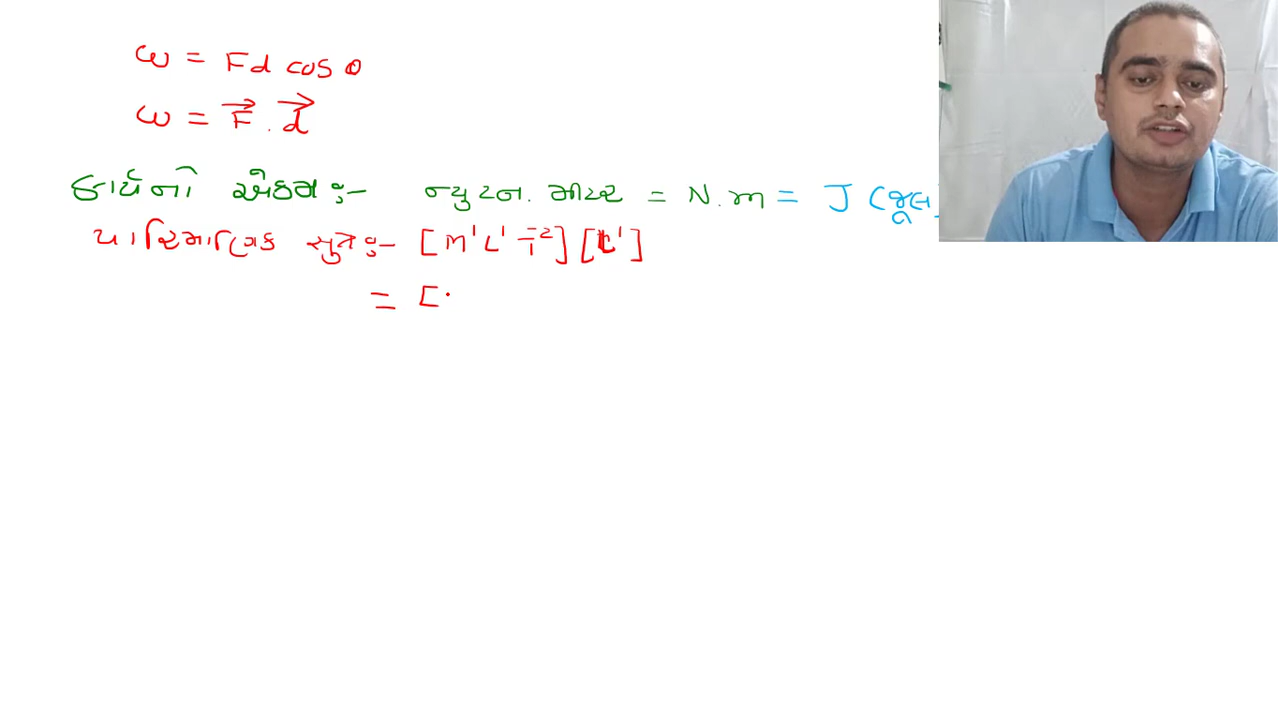 W = Fd cos θ
W = F⃗ . d⃗
કાર્યનો એકમ :- ન્યુટન. મીટર = N.m = J (જૂલ)
પારિમાણિક સુત્ર :- [M¹L¹T⁻²][L¹]
= [